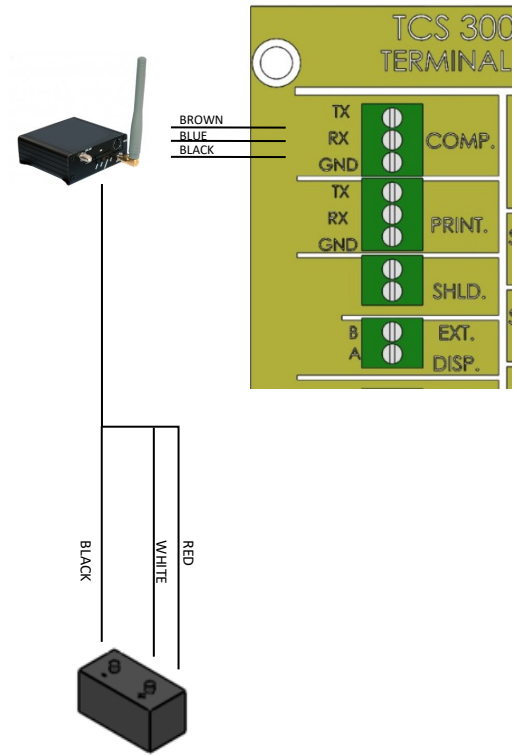 TCS 300
TERMINAL
BROWN
BLUE
BLACK
TX
RX
GND
COMP.
TX
RX
GND
PRINT.
SHLD.
B
A
EXT.
DISP.
BLACK
WHITE
RED